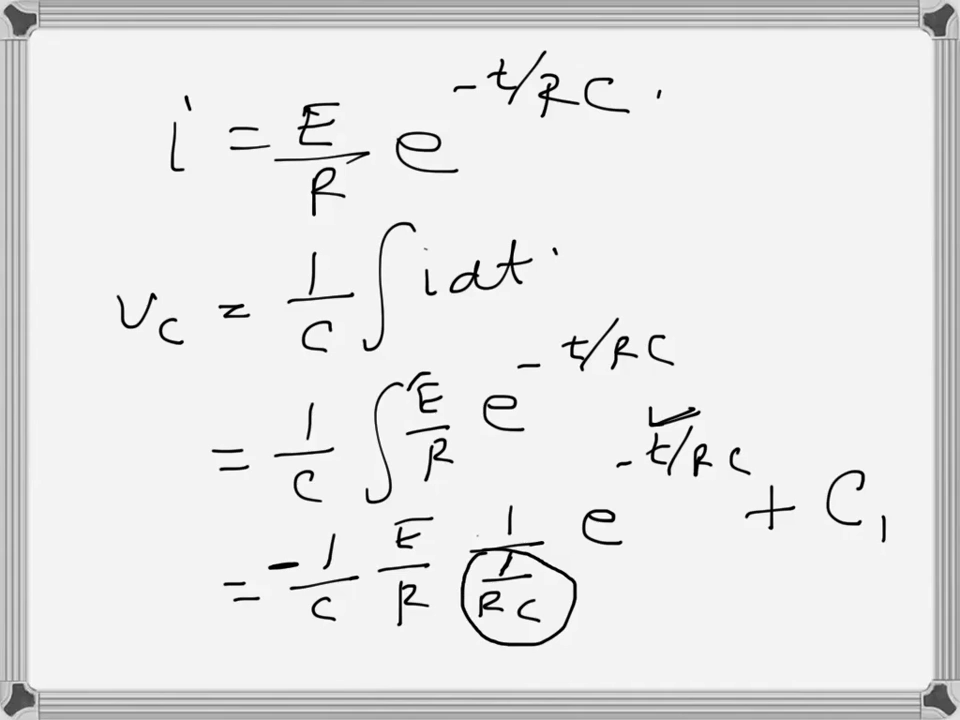 i = E/R e^{-t/RC}.
v_C = 1/C ∫ i dt.
= 1/C ∫ E/R e^{-t/RC}
= -1/C E/R 1/(1/RC) e^{-t/RC} + C_1